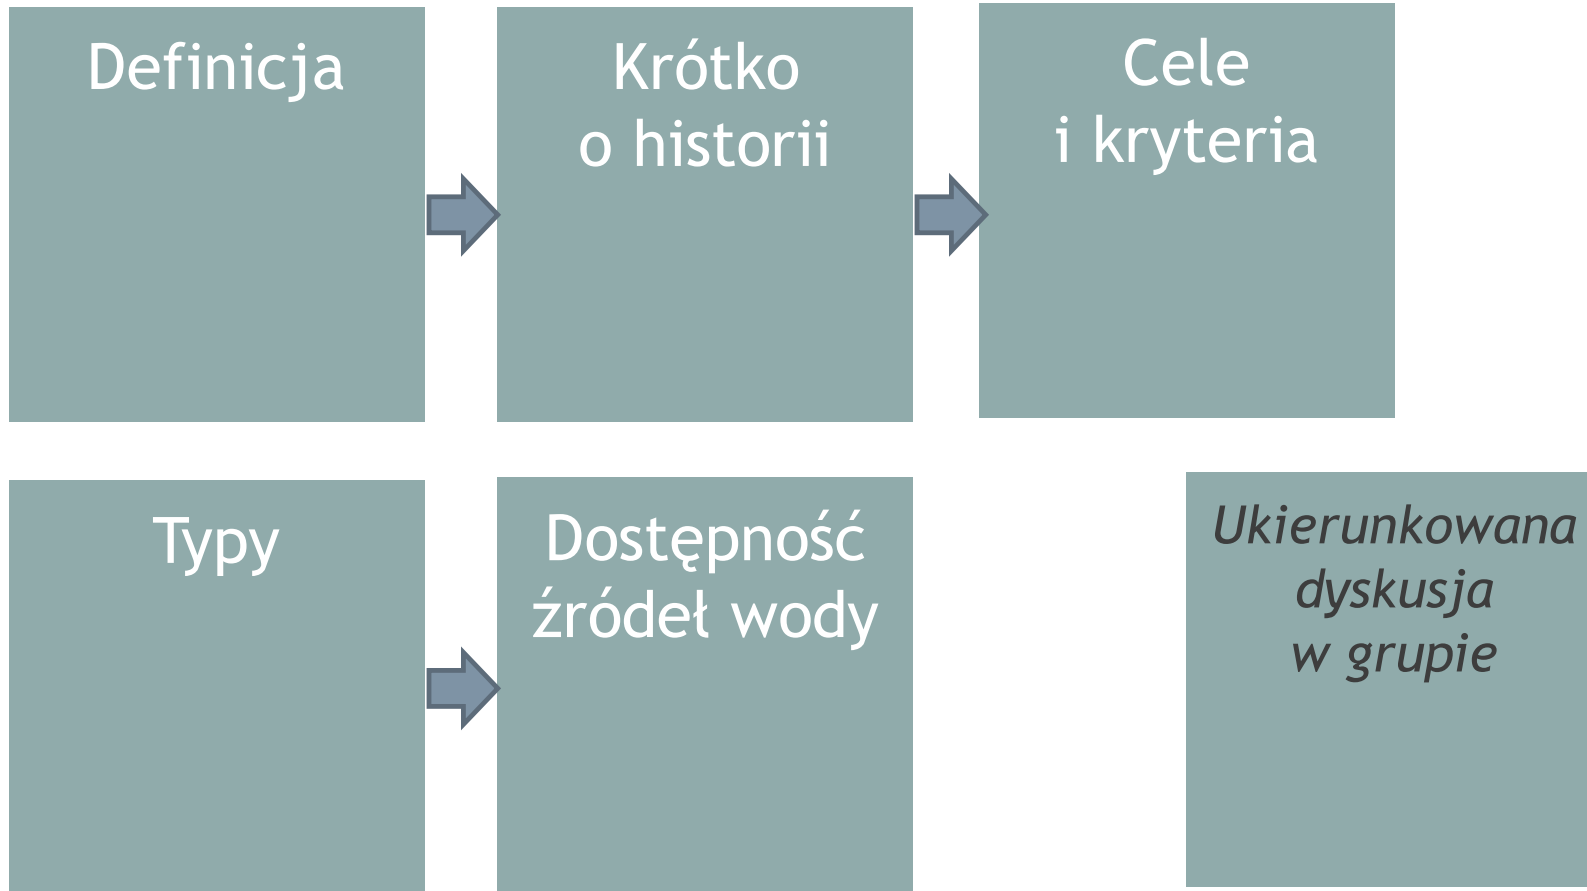 Definicja
Krótko
o historii
Cele
i kryteria
Typy
Dostępność
źródeł wody
Ukierunkowana
dyskusja
w grupie